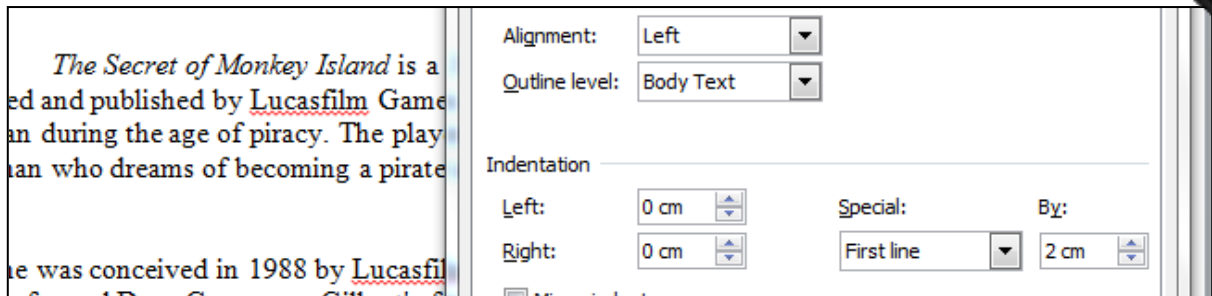 The Secret of Monkey Island is a
ed and published by Lucasfilm Game
an during the age of piracy. The play
an who dreams of becoming a pirate
e was conceived in 1988 by Lucasfil
Alignment: Left
Outline level: Body Text
Indentation
Left: 0 cm Special: By:
Right: 0 cm First line 2 cm